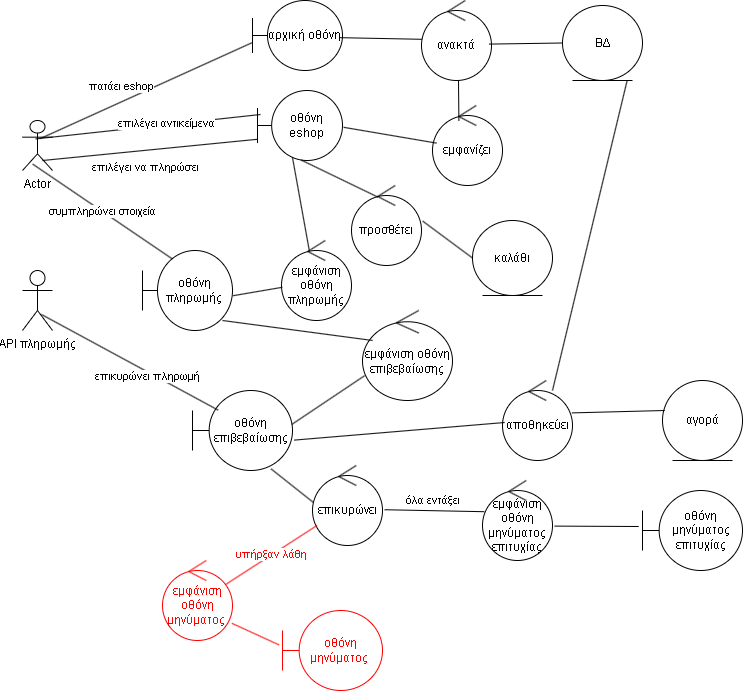 αρχική οθόνη
ανακτά
ΒΔ
πατάει eshop
επιλέγει αντικείμενα
οθόνη
eshop
εμφανίζει
επιλέγει να πληρώσει
Actor
συμπληρώνει στοιχεία
προσθέτει
καλάθι
οθόνη
πληρωμής
εμφάνιση
οθόνη
πληρωμής
API πληρωμής
εμφάνιση οθόνη
επιβεβαίωσης
επικυρώνει πληρωμή
οθόνη
επιβεβαίωσης
αποθηκεύει
αγορά
επικυρώνει
όλα εντάξει
εμφάνιση
οθόνη
μηνύματος
επιτυχίας
οθόνη
μηνύματος
επιτυχίας
υπήρξαν λάθη
εμφάνιση
οθόνη
μηνύματος
οθόνη
μηνύματος